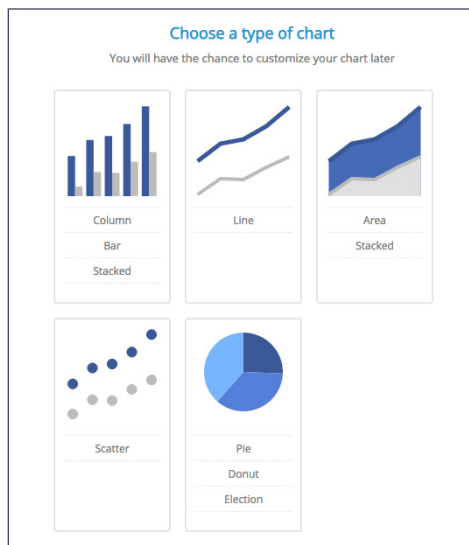 Choose a type of chart
You will have the chance to customize your chart later
Column
Bar
Stacked
Line
Area
Stacked
Scatter
Pie
Donut
Election